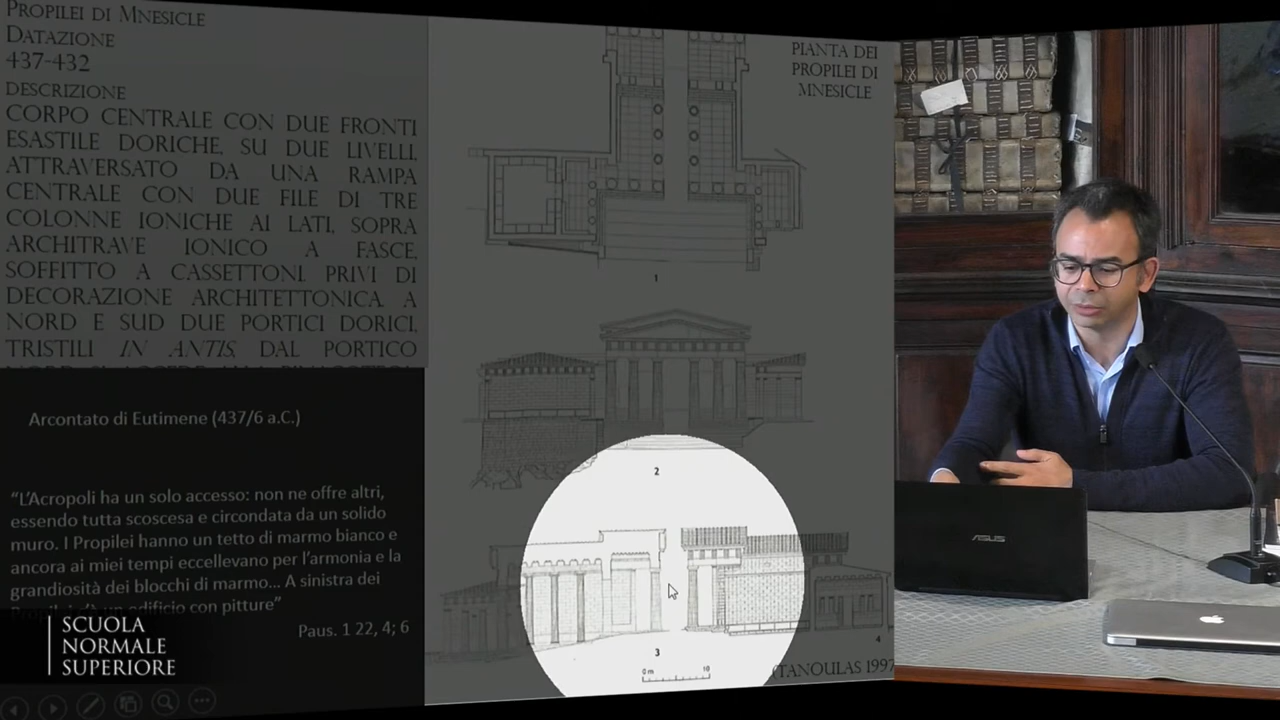 PROPILEI DI MNESICLE
DATAZIONE
437-432
DESCRIZIONE
CORPO CENTRALE CON DUE FRONTI
ESASTILE DORICHE, SU DUE LIVELLI,
ATTRAVERSATO DA UNA RAMPA
CENTRALE CON DUE FILE DI TRE
COLONNE IONICHE AI LATI, SOPRA
ARCHITRAVE IONICO A FASCE,
SOFFITTO A CASSETTONI. PRIVI DI
DECORAZIONE ARCHITETTONICA. A
NORD E SUD DUE PORTICI DORICI,
TRISTILI IN ANTIS, DAL PORTICO
Arcontato di Eutimene (437/6 a.C.)
“L’Acropoli ha un solo accesso: non ne offre altri,
essendo tutta scoscesa e circondata da un solido
muro. I Propilei hanno un tetto di marmo bianco e
ancora ai miei tempi eccellevano per l’armonia e la
grandiosità dei blocchi di marmo... A sinistra dei
Propilei c’è un edificio con pitture”
Paus. 1 22, 4; 6
SCUOLA
NORMALE
SUPERIORE
PIANTA DEI
PROPILEI DI
MNESICLE
1
2
3
4
0 m 10
(TANOULAS 1997
ASUS